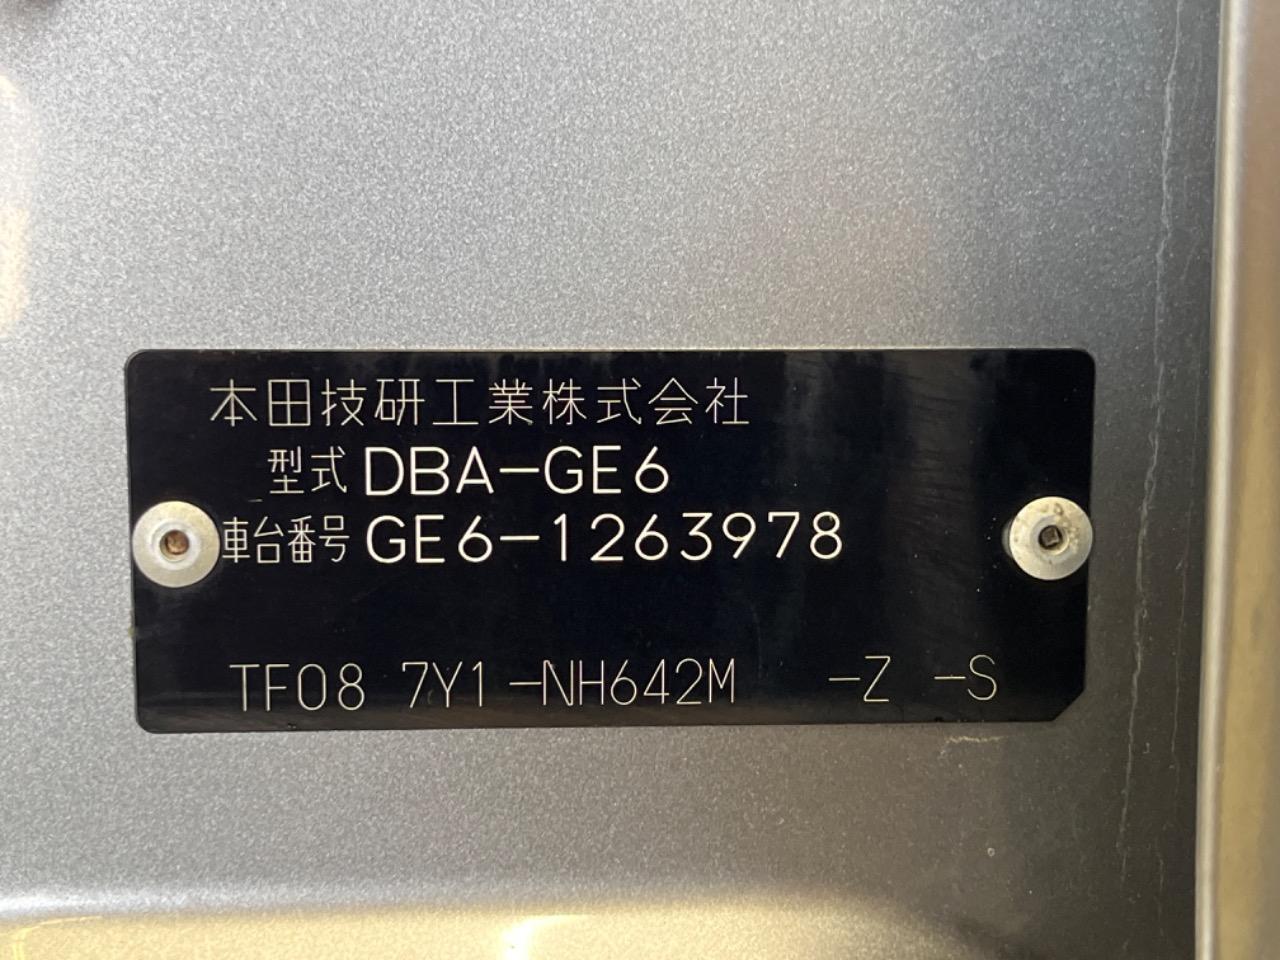 本田技研工業株式会社
型式 DBA-GE6
車台番号 GE6-1263978
TF08 7Y1 -NH642M -Z -S